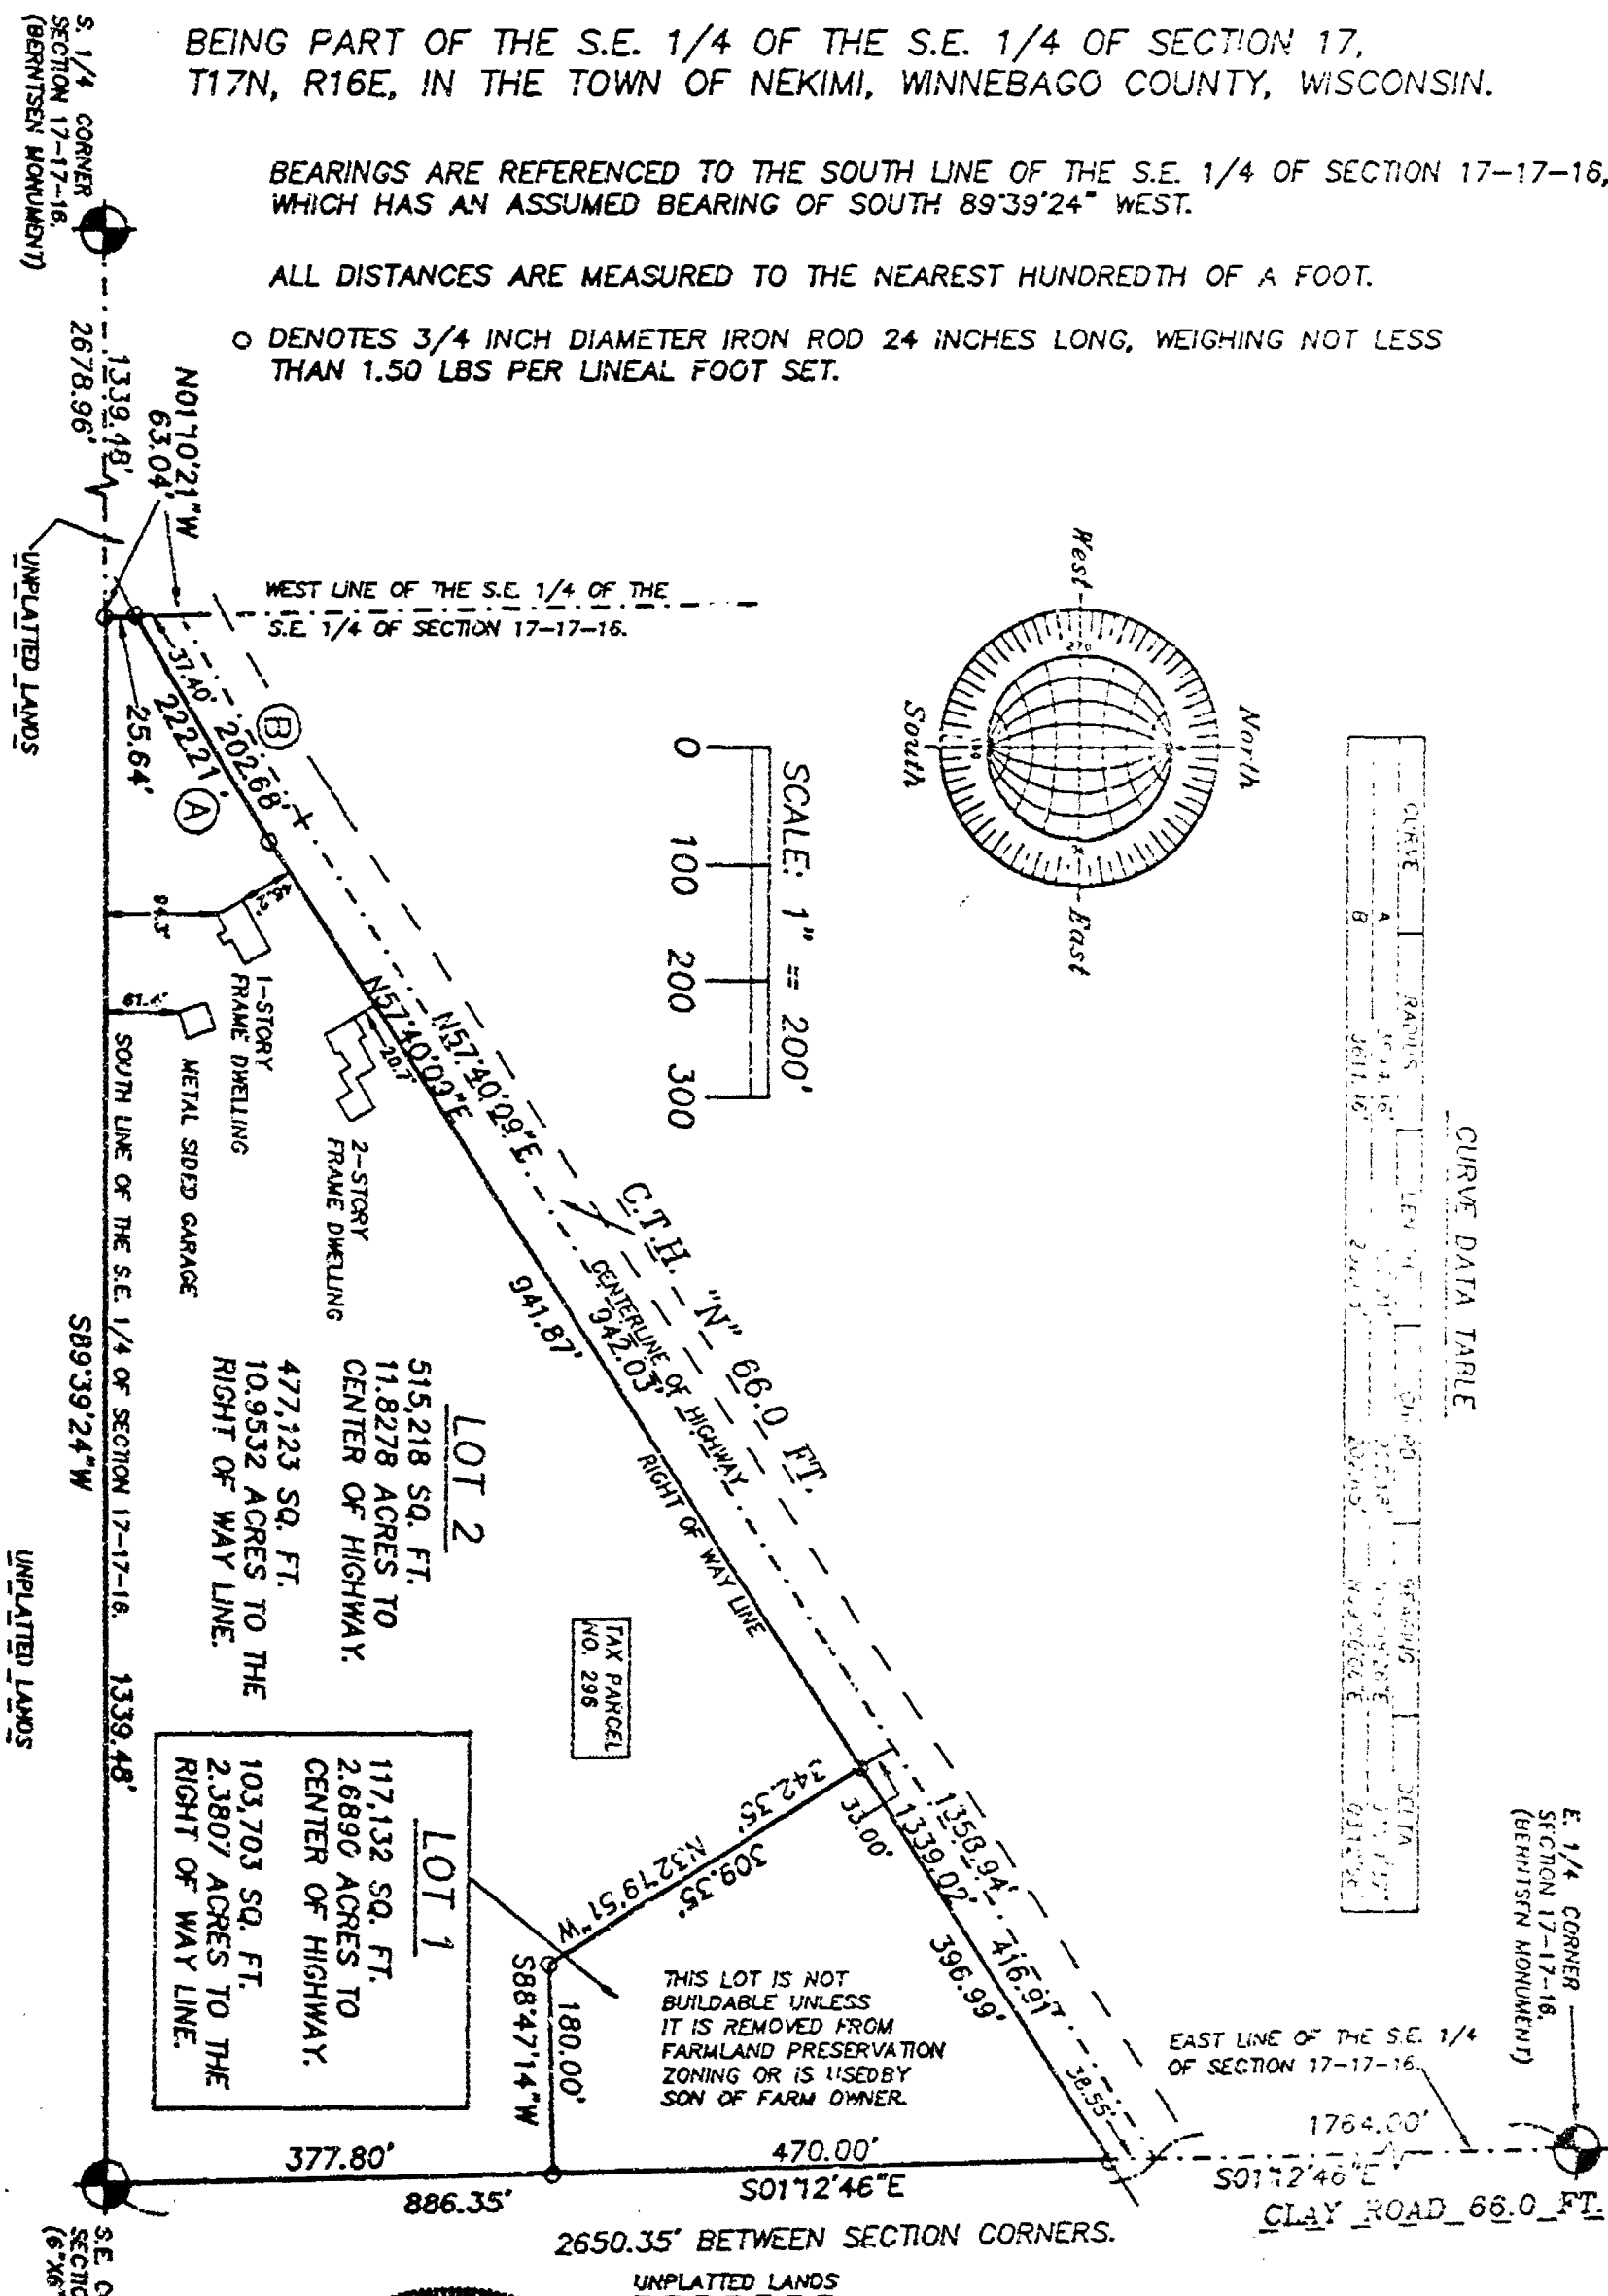 BEING PART OF THE S.E. 1/4 OF THE S.E. 1/4 OF SECTION 17,
T17N, R16E, IN THE TOWN OF NEKIMI, WINNEBAGO COUNTY, WISCONSIN.
BEARINGS ARE REFERENCED TO THE SOUTH LINE OF THE S.E. 1/4 OF SECTION 17-17-16,
WHICH HAS AN ASSUMED BEARING OF SOUTH 89°39'24" WEST.
ALL DISTANCES ARE MEASURED TO THE NEAREST HUNDREDTH OF A FOOT.
DENOTES 3/4 INCH DIAMETER IRON ROD 24 INCHES LONG, WEIGHING NOT LESS
THAN 1.50 LBS PER LINEAL FOOT SET.
S. 1/4 CORNER
SECTION 17-17-16.
(BERNTSEN MONUMENT)
1339.48'
2678.96'
N01°10'21"W
63.04'
UNPLATTED LANDS
WEST LINE OF THE S.E. 1/4 OF THE
S.E. 1/4 OF SECTION 17-17-16.
West
North
South
East
270
180
SCALE: 1" = 200'
0 100 200 300
CURVE DATA TABLE
CURVE RADIUS BEARING DELTA
A
B
37.40'
202.68'
222.21'
25.64'
B
A
46.2'
94.3'
61.4'
20.7'
1-STORY
FRAME DWELLING
METAL SIDED GARAGE
2-STORY
FRAME DWELLING
N57°40'09"E
N57°40'09"E
C.T.H. "N" 66.0 FT.
CENTERLINE OF HIGHWAY
942.03'
941.87'
RIGHT OF WAY LINE
SOUTH LINE OF THE S.E. 1/4 OF SECTION 17-17-16.
1339.48'
S89°39'24"W
UNPLATTED LANDS
LOT 2
515,218 SQ. FT.
11.8278 ACRES TO
CENTER OF HIGHWAY.
477,123 SQ. FT.
10.9532 ACRES TO THE
RIGHT OF WAY LINE.
TAX PARCEL
NO. 296
LOT 1
117,132 SQ. FT.
2.6890 ACRES TO
CENTER OF HIGHWAY.
103,703 SQ. FT.
2.3807 ACRES TO THE
RIGHT OF WAY LINE.
342.35'
309.35'
N32°19'51"W
33.00'
1358.94'
1339.02'
416.91'
396.99'
38.55'
180.00'
S88°47'14"W
THIS LOT IS NOT
BUILDABLE UNLESS
IT IS REMOVED FROM
FARMLAND PRESERVATION
ZONING OR IS USEDBY
SON OF FARM OWNER.
E. 1/4 CORNER
SECTION 17-17-16.
(BERNTSEN MONUMENT)
EAST LINE OF THE S.E. 1/4
OF SECTION 17-17-16.
1764.00'
S01°12'46"E
CLAY ROAD 66.0 FT.
377.80'
470.00'
886.35'
S01°12'46"E
2650.35' BETWEEN SECTION CORNERS.
UNPLATTED LANDS
S.E.